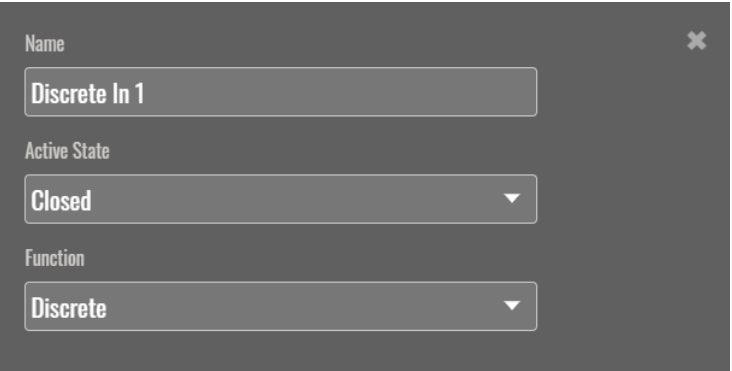 Name
Discrete In 1
Active State
Closed
Function
Discrete